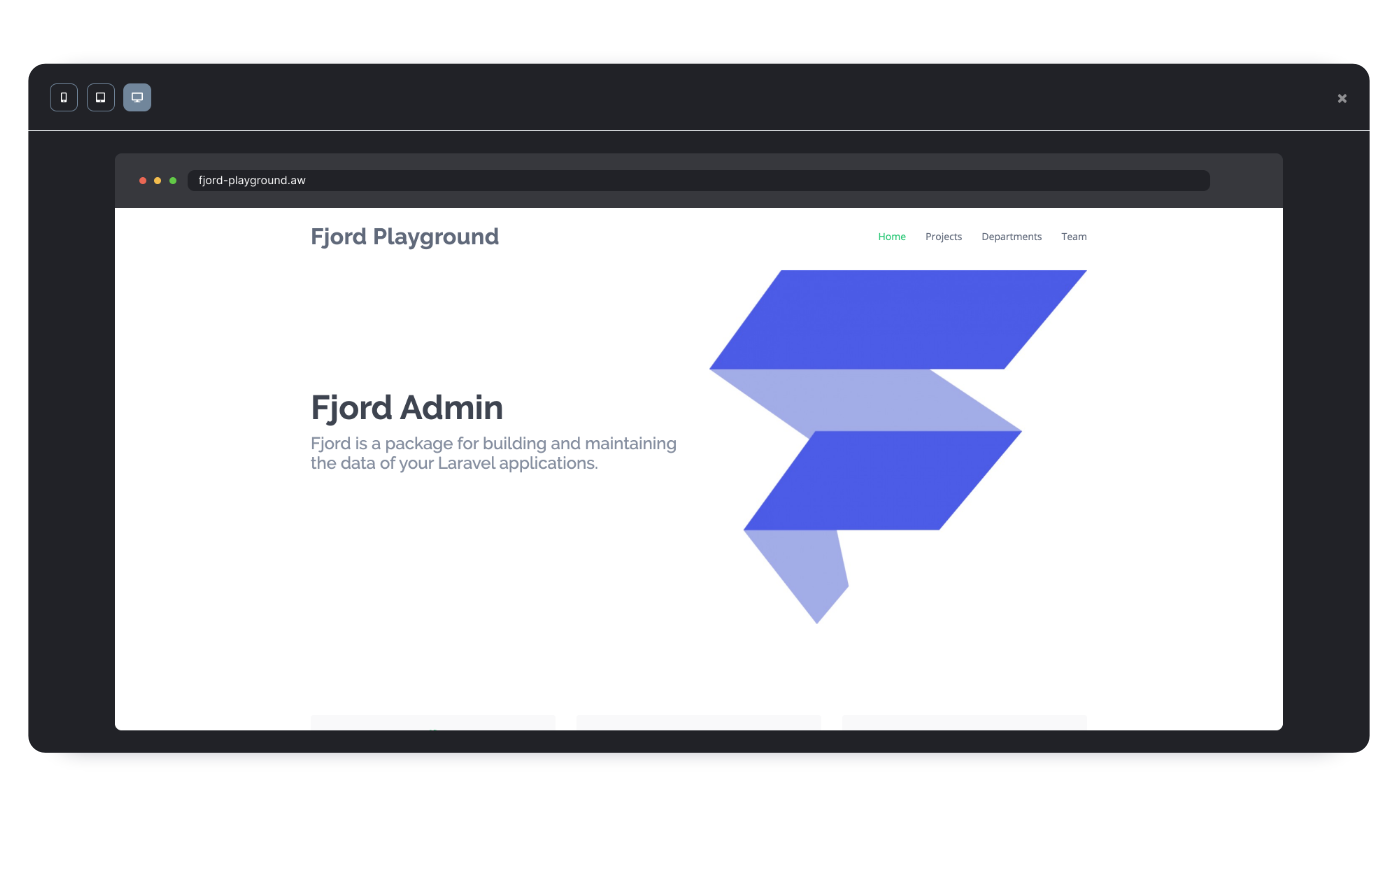 fjord-playground.aw
Fjord Playground
Home Projects Departments Team
Fjord Admin
Fjord is a package for building and maintaining
the data of your Laravel applications.